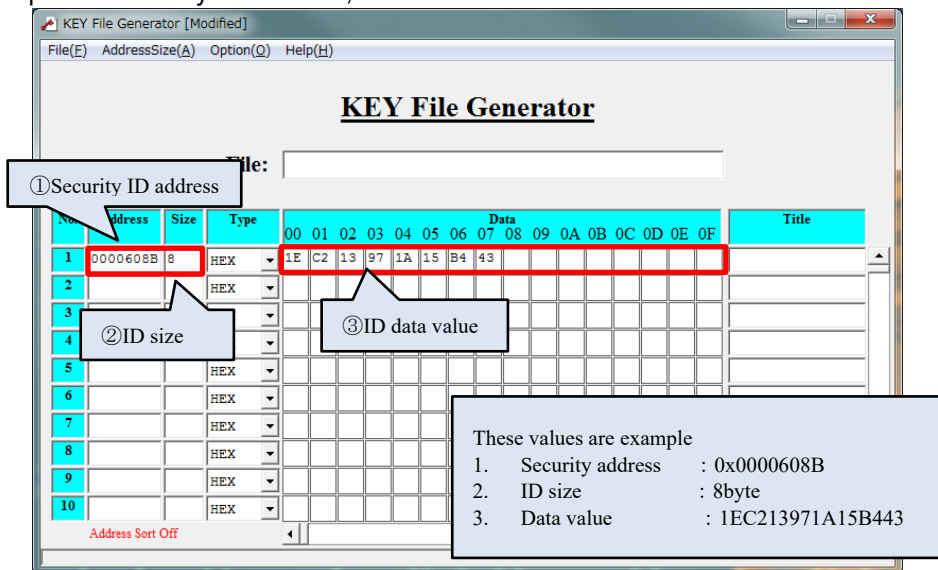 KEY File Generator [Modified]
File(F) AddressSize(A) Option(O) Help(H)
KEY File Generator
File:
①Security ID address
No. Address Size Type Data Title
00 01 02 03 04 05 06 07 08 09 0A 0B 0C 0D 0E 0F
1 0000608B 8 HEX 1E C2 13 97 1A 15 B4 43
2 HEX
3
②ID size
③ID data value
4
5 HEX
6 HEX
7 HEX
8 HEX
9 HEX
10 HEX
Address Sort Off
These values are example
1. Security address : 0x0000608B
2. ID size : 8byte
3. Data value : 1EC213971A15B443